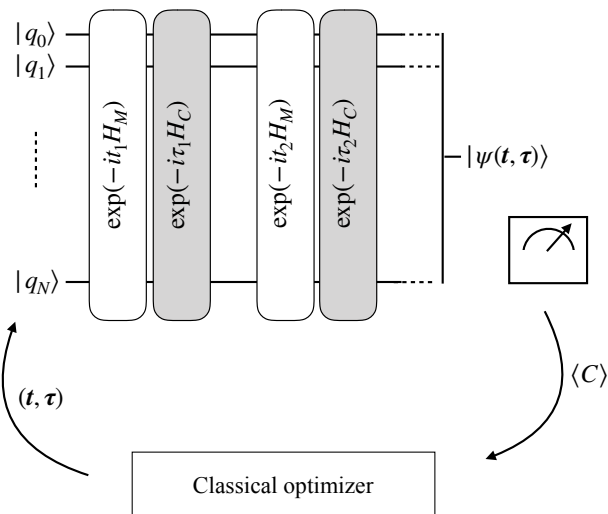 |q₀⟩
|q₁⟩
|q_N⟩
exp(−it₁H_M)
exp(−iτ₁H_C)
exp(−it₂H_M)
exp(−iτ₂H_C)
|ψ(t, τ)⟩
⟨C⟩
(t, τ)
Classical optimizer